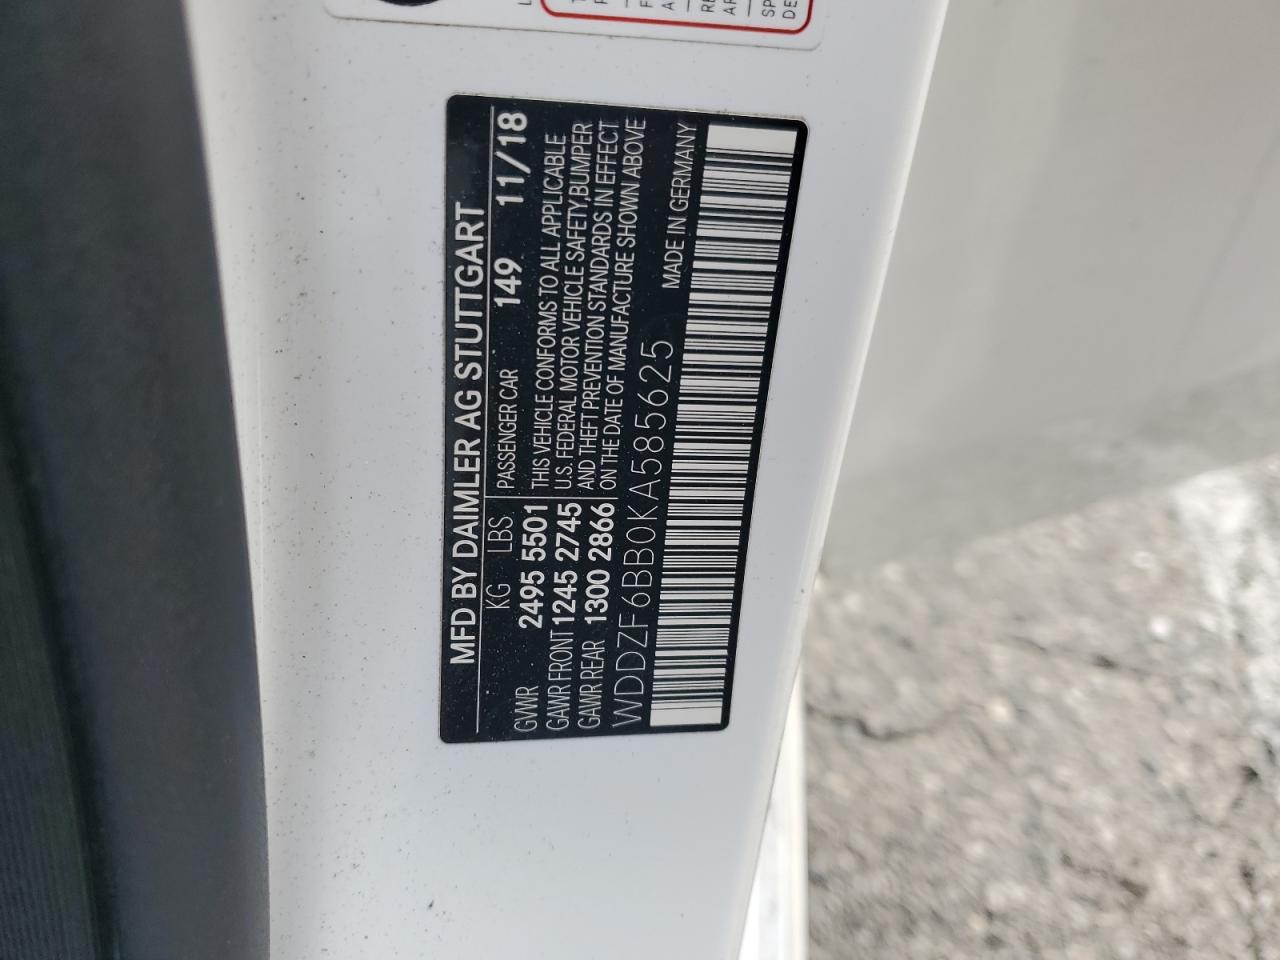 MFD BY DAIMLER AG STUTTGART
KG LBS PASSENGER CAR 149 11/18
GVWR 2495 5501 THIS VEHICLE CONFORMS TO ALL APPLICABLE
GAWR FRONT 1245 2745 U.S. FEDERAL MOTOR VEHICLE SAFETY,BUMPER
GAWR REAR 1300 2866 AND THEFT PREVENTION STANDARDS IN EFFECT
ON THE DATE OF MANUFACTURE SHOWN ABOVE
WDDZF6BB0KA585625 MADE IN GERMANY